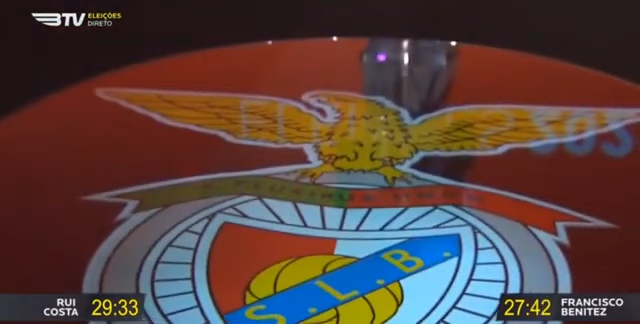 BTV ELEIÇÕES
DIRETO
S.L.B.
RUI
COSTA
29:33
27:42
FRANCISCO
BENITEZ